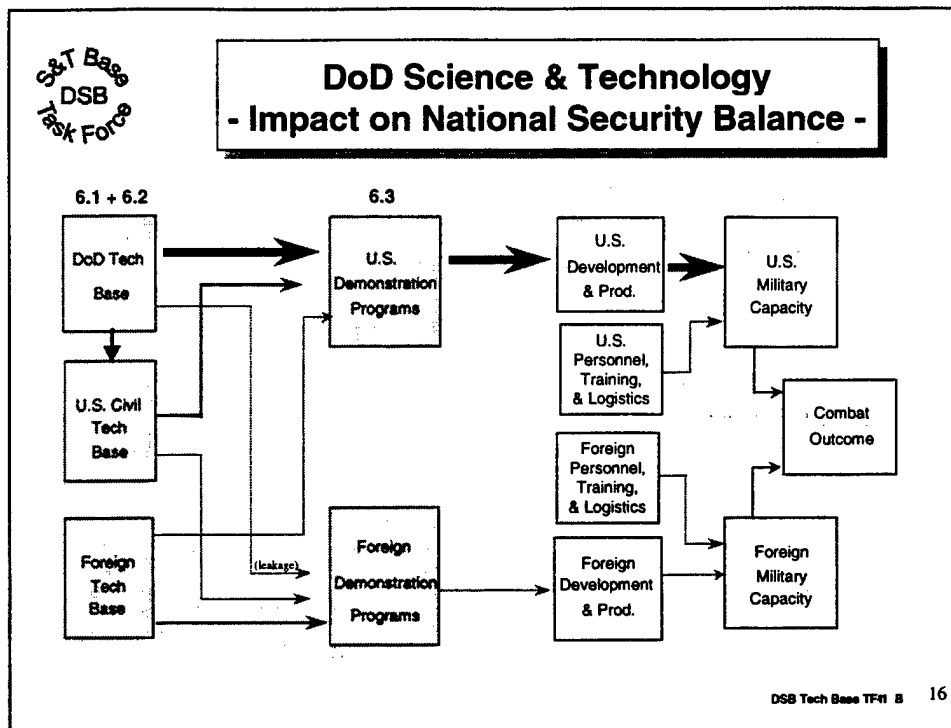 S&T Base
DSB
Task Force
DoD Science & Technology
- Impact on National Security Balance -
6.1 + 6.2
6.3
DoD Tech
Base
U.S.
Demonstration
Programs
U.S.
Development
& Prod.
U.S.
Military
Capacity
U.S. Civil
Tech
Base
U.S.
Personnel,
Training,
& Logistics
Combat
Outcome
Foreign
Personnel,
Training,
& Logistics
Foreign
Tech
Base
(leakage)
Foreign
Demonstration
Programs
Foreign
Development
& Prod.
Foreign
Military
Capacity
DSB Tech Base B
16